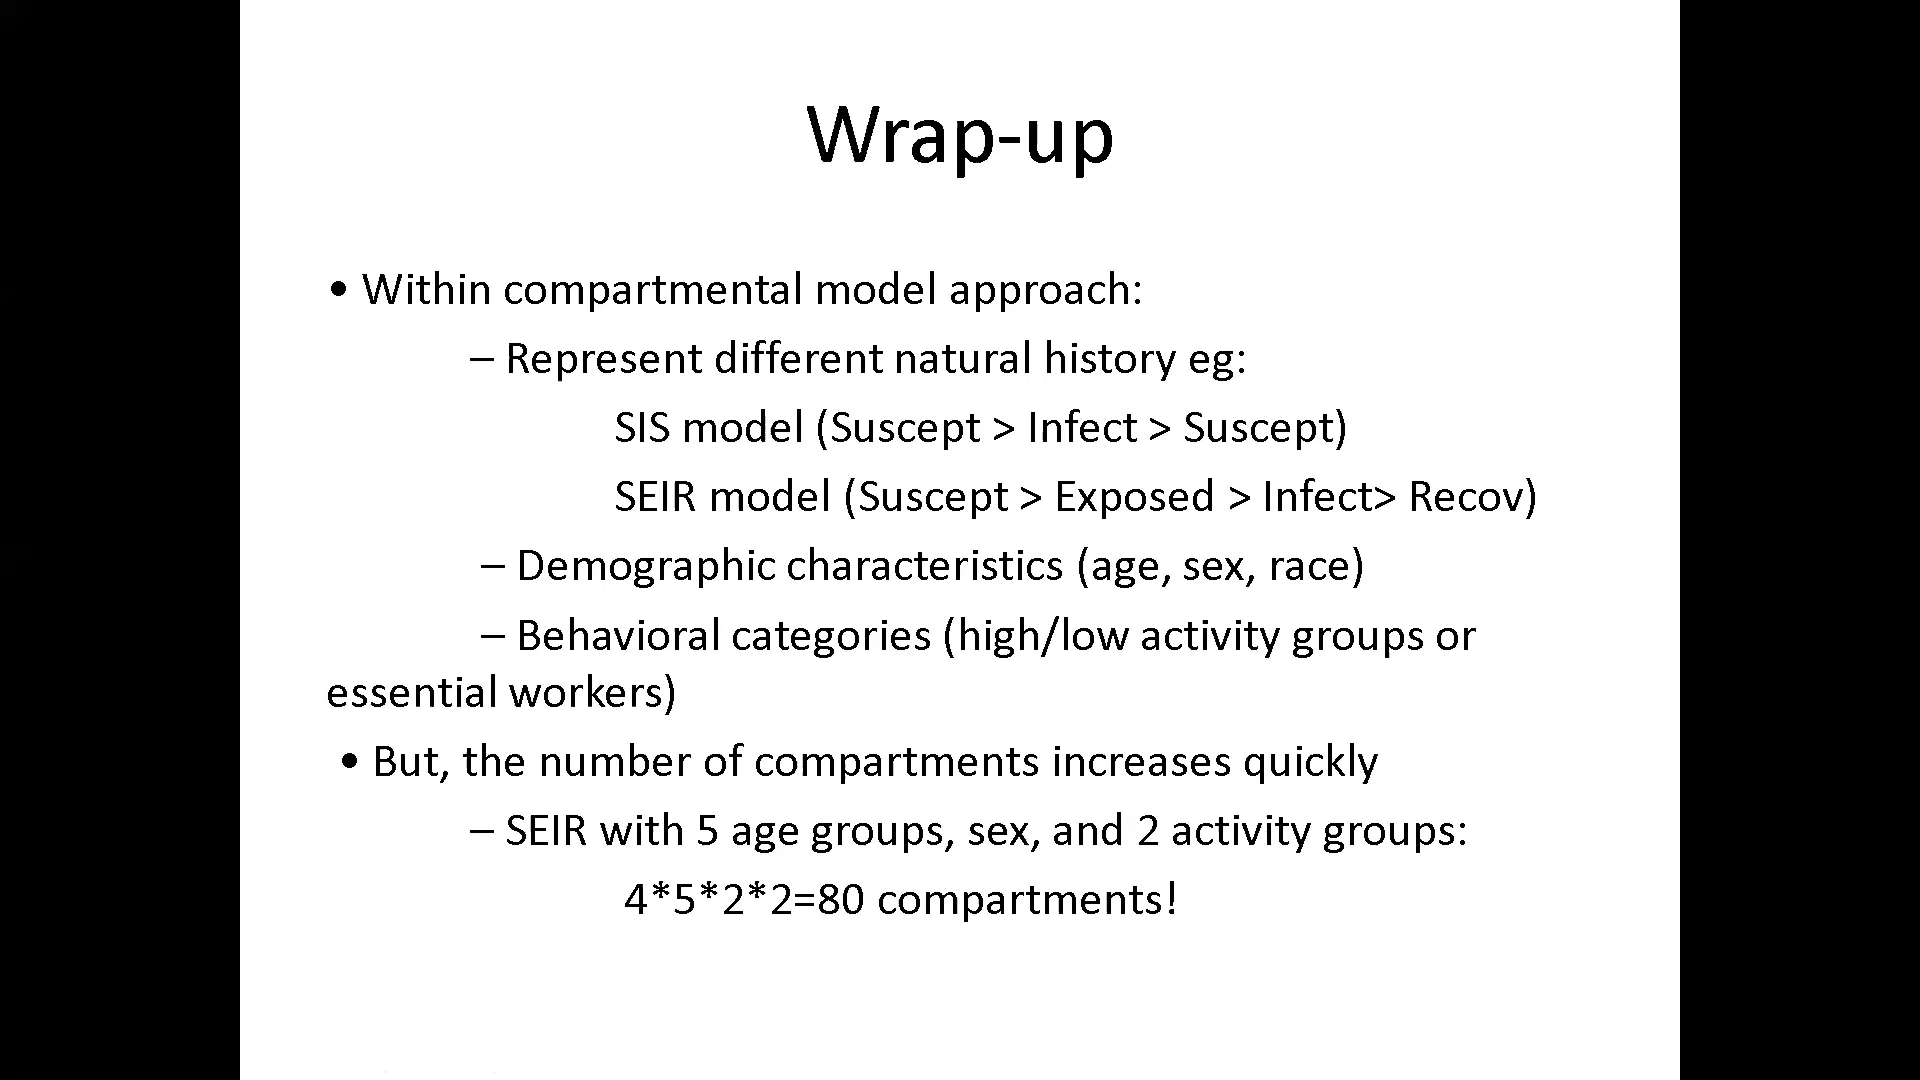 Wrap-up
• Within compartmental model approach:
– Represent different natural history eg:
SIS model (Suscept > Infect > Suscept)
SEIR model (Suscept > Exposed > Infect> Recov)
– Demographic characteristics (age, sex, race)
– Behavioral categories (high/low activity groups or
essential workers)
• But, the number of compartments increases quickly
– SEIR with 5 age groups, sex, and 2 activity groups:
4*5*2*2=80 compartments!